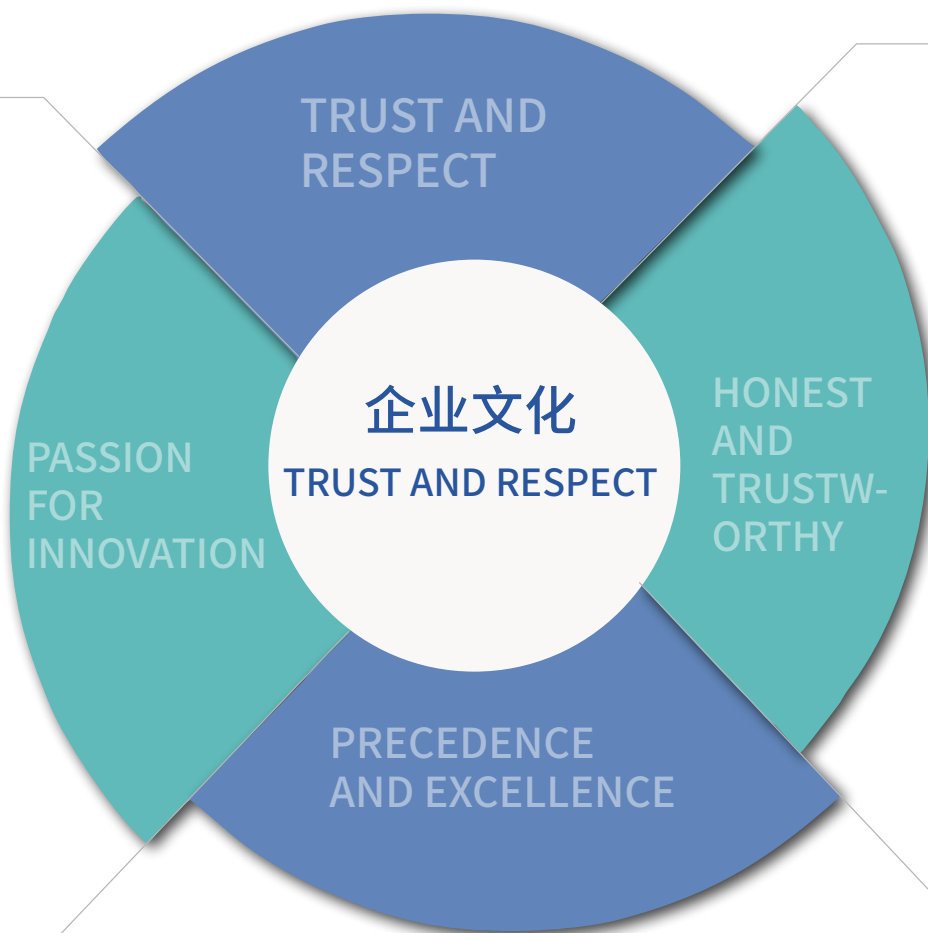 TRUST AND
RESPECT
HONEST
AND
TRUSTW-
ORTHY
企业文化
TRUST AND RESPECT
PASSION
FOR
INNOVATION
PRECEDENCE
AND EXCELLENCE